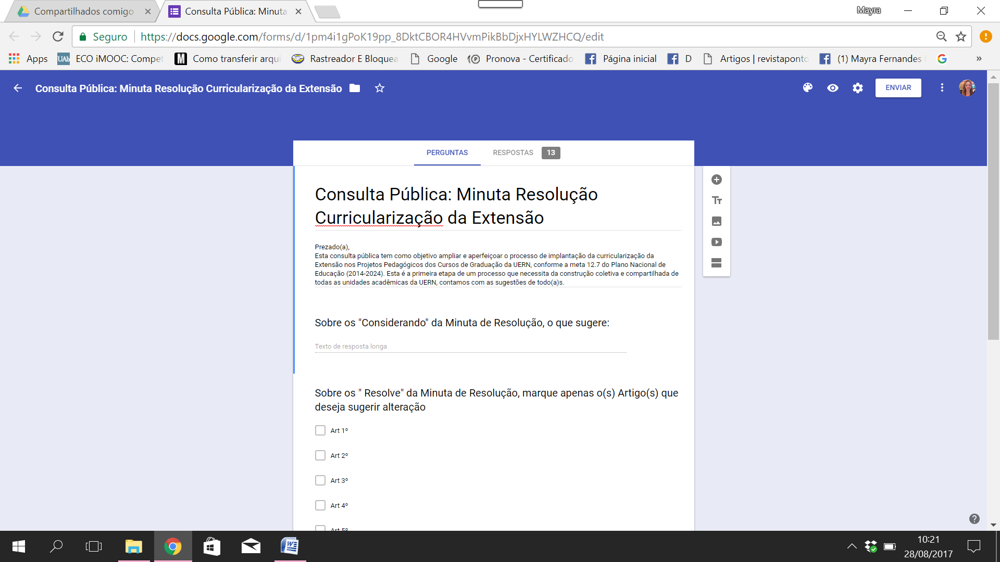 Compartilhados comigo
Consulta Pública: Minuta
Mayra
Seguro
https://docs.google.com/forms/d/1pm4i1gPoK19pp_8DktCBOR4HVvmPikBbDjxHYLWZHCQ/edit
Apps
UAb
ECO iMOOC: Compet
M
Como transferir arqui
Rastreador E Bloquea
Google
Pronova - Certificado
Página inicial
D
Artigos | revistaponto
(1) Mayra Fernandes
Consulta Pública: Minuta Resolução Curricularização da Extensão
ENVIAR
PERGUNTAS
RESPOSTAS 13
Consulta Pública: Minuta Resolução
Curricularização da Extensão
Prezado(a),
Esta consulta pública tem como objetivo ampliar e aperfeiçoar o processo de implantação da curricularização da
Extensão nos Projetos Pedagógicos dos Cursos de Graduação da UERN, conforme a meta 12.7 do Plano Nacional de
Educação (2014-2024). Esta é a primeira etapa de um processo que necessita da construção coletiva e compartilhada de
todas as unidades acadêmicas da UERN, contamos com as sugestões de todo(a)s.
Sobre os "Considerando" da Minuta de Resolução, o que sugere:
Texto de resposta longa
Sobre os " Resolve" da Minuta de Resolução, marque apenas o(s) Artigo(s) que
deseja sugerir alteração
Art 1º
Art 2º
Art 3º
Art 4º
Art 5º
10:21
28/08/2017